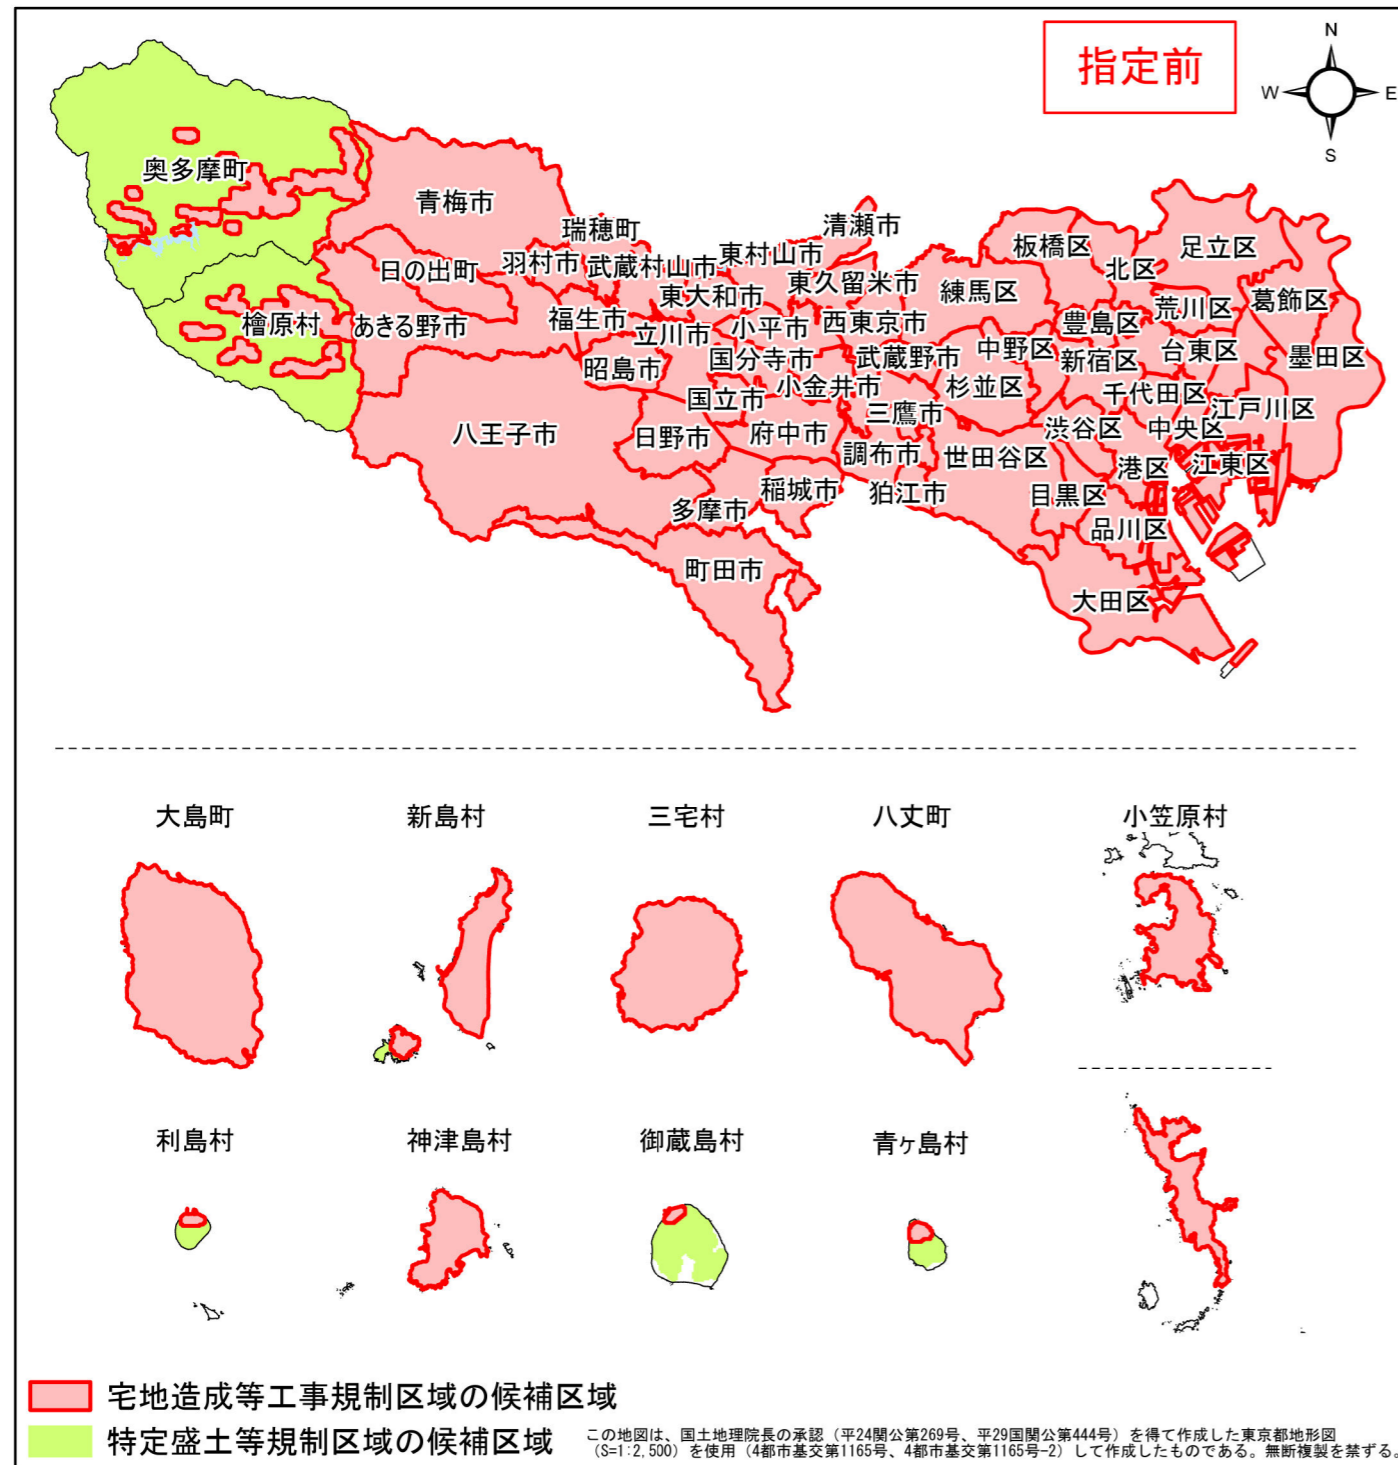 指定前
N
W
E
S
奥多摩町
青梅市
瑞穂町
清瀬市
板橋区
足立区
日の出町
羽村市
武蔵村山市
東村山市
北区
東大和市
東久留米市
練馬区
荒川区
葛飾区
檜原村
あきる野市
福生市
立川市
小平市
西東京市
豊島区
台東区
墨田区
昭島市
国分寺市
武蔵野市
中野区
新宿区
国立市
小金井市
杉並区
千代田区
江戸川区
八王子市
日野市
府中市
三鷹市
渋谷区
中央区
調布市
世田谷区
港区
江東区
多摩市
稲城市
狛江市
目黒区
品川区
町田市
大田区
大島町
新島村
三宅村
八丈町
小笠原村
利島村
神津島村
御蔵島村
青ヶ島村
宅地造成等工事規制区域の候補区域
特定盛土等規制区域の候補区域
この地図は、国土地理院長の承認（平24関公第269号、平29国関公第444号）を得て作成した東京都地形図
（S=1:2,500）を使用（4都市基交第1165号、4都市基交第1165号-2）して作成したものである。無断複製を禁ずる。